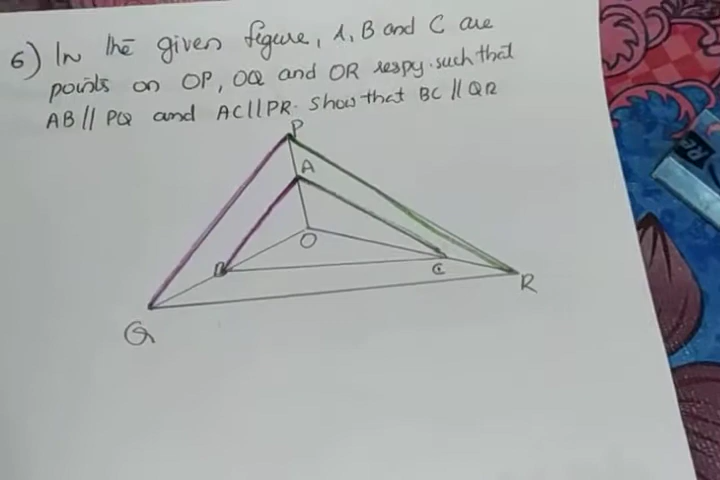 6) In the given figure, A, B and C are
points on OP, OQ and OR respy. such that
AB // PQ and AC // PR. Show that BC // QR
P
A
O
B
C
R
Q